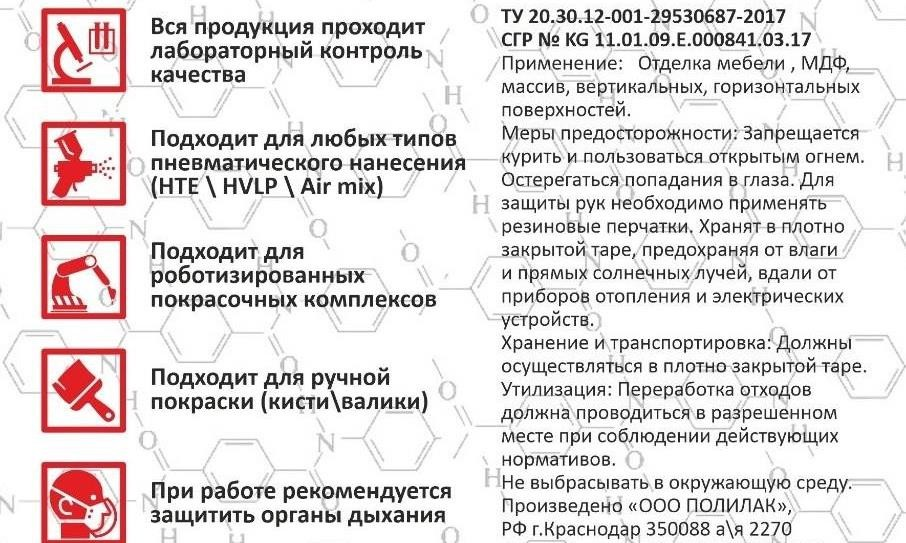 Вся продукция проходит
лабораторный контроль
качества
Подходит для любых типов
пневматического нанесения
(HTE \ HVLP \ Air mix)
Подходит для
роботизированных
покрасочных комплексов
Подходит для ручной
покраски (кисти\валики)
При работе рекомендуется
защитить органы дыхания
ТУ 20.30.12-001-29530687-2017
СГР № KG 11.01.09.Е.000841.03.17
Применение: Отделка мебели , МДФ,
массив, вертикальных, горизонтальных
поверхностей.
Меры предосторожности: Запрещается
курить и пользоваться открытым огнем.
Остерегаться попадания в глаза. Для
защиты рук необходимо применять
резиновые перчатки. Хранят в плотно
закрытой таре, предохраняя от влаги
и прямых солнечных лучей, вдали от
приборов отопления и электрических
устройств.
Хранение и транспортировка: Должны
осуществляться в плотно закрытой таре.
Утилизация: Переработка отходов
должна проводиться в разрешенном
месте при соблюдении действующих
нормативов.
Не выбрасывать в окружающую среду.
Произведено «ООО ПОЛИЛАК»,
РФ г.Краснодар 350088 а\я 2270